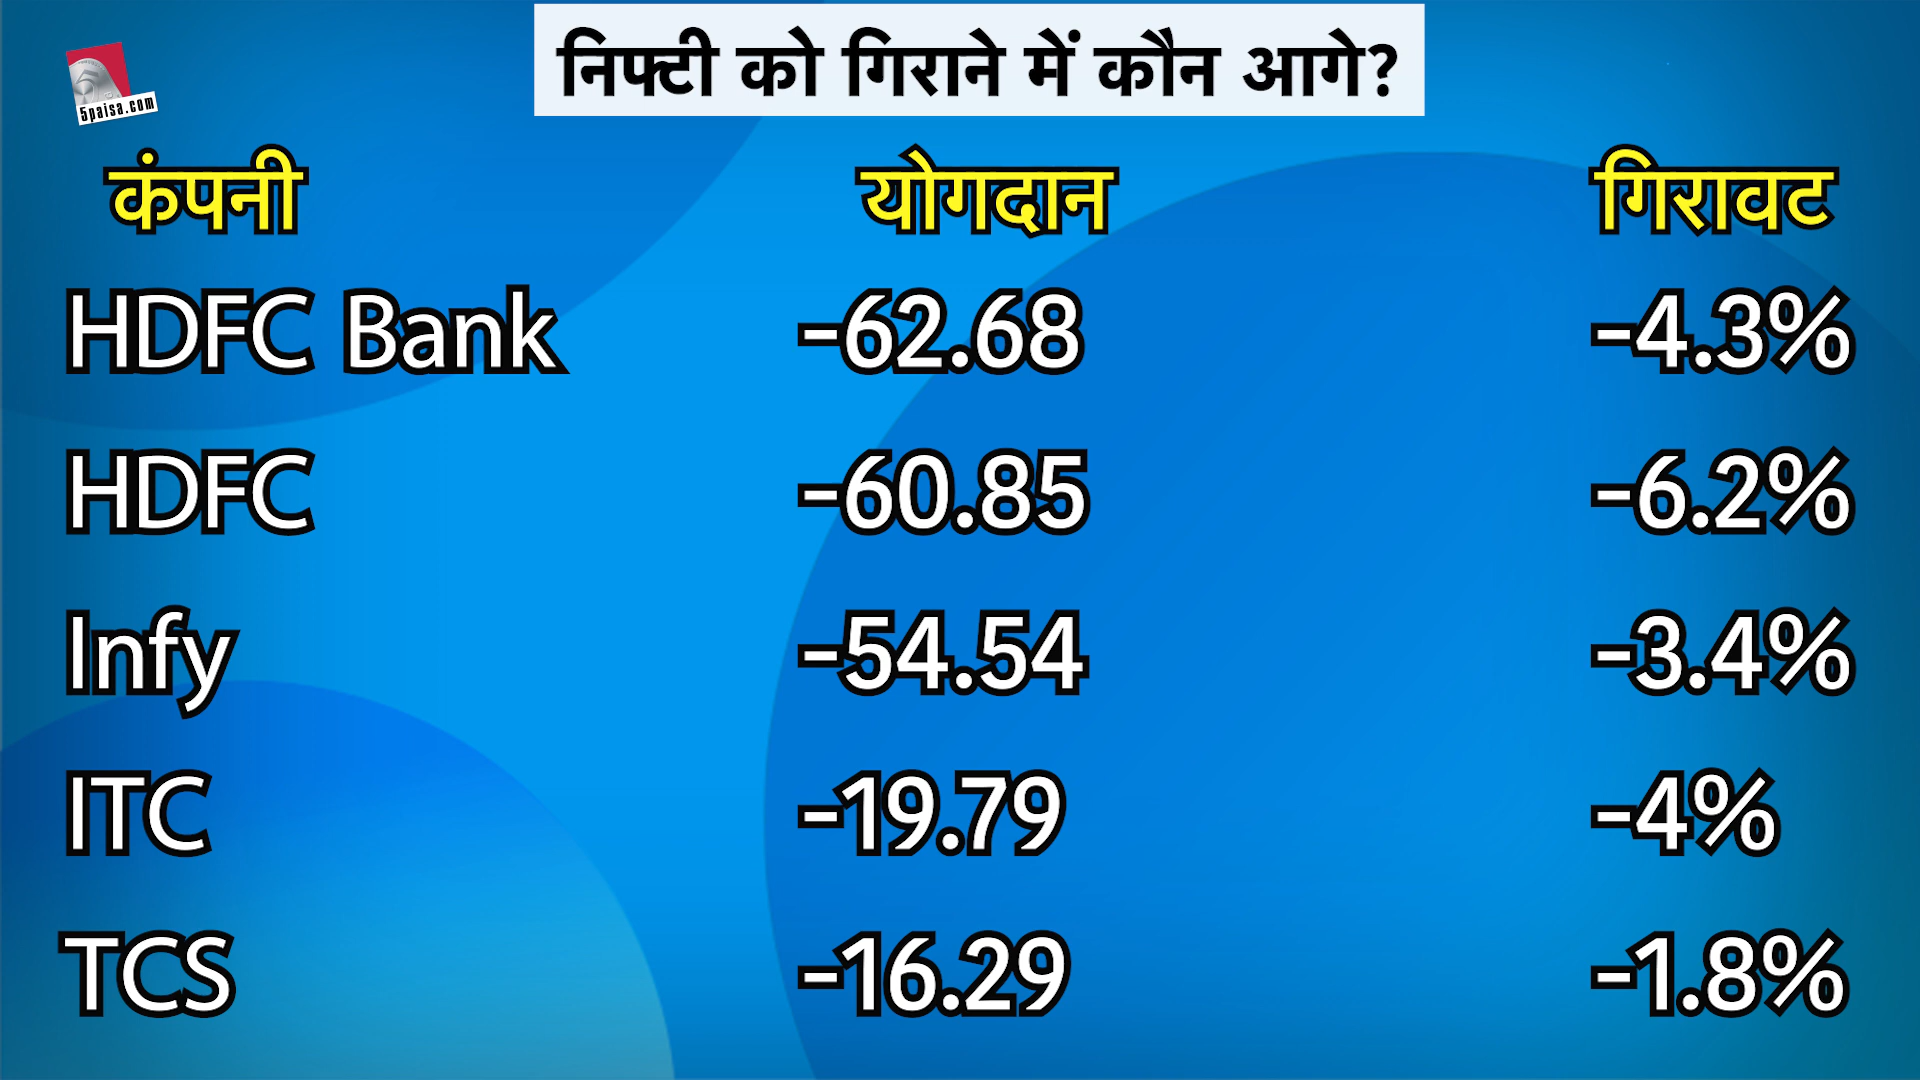 निफ्टी को गिराने में कौन आगे?
5paisa.com
कंपनी योगदान गिरावट
HDFC Bank -62.68 -4.3%
HDFC -60.85 -6.2%
Infy -54.54 -3.4%
ITC -19.79 -4%
TCS -16.29 -1.8%